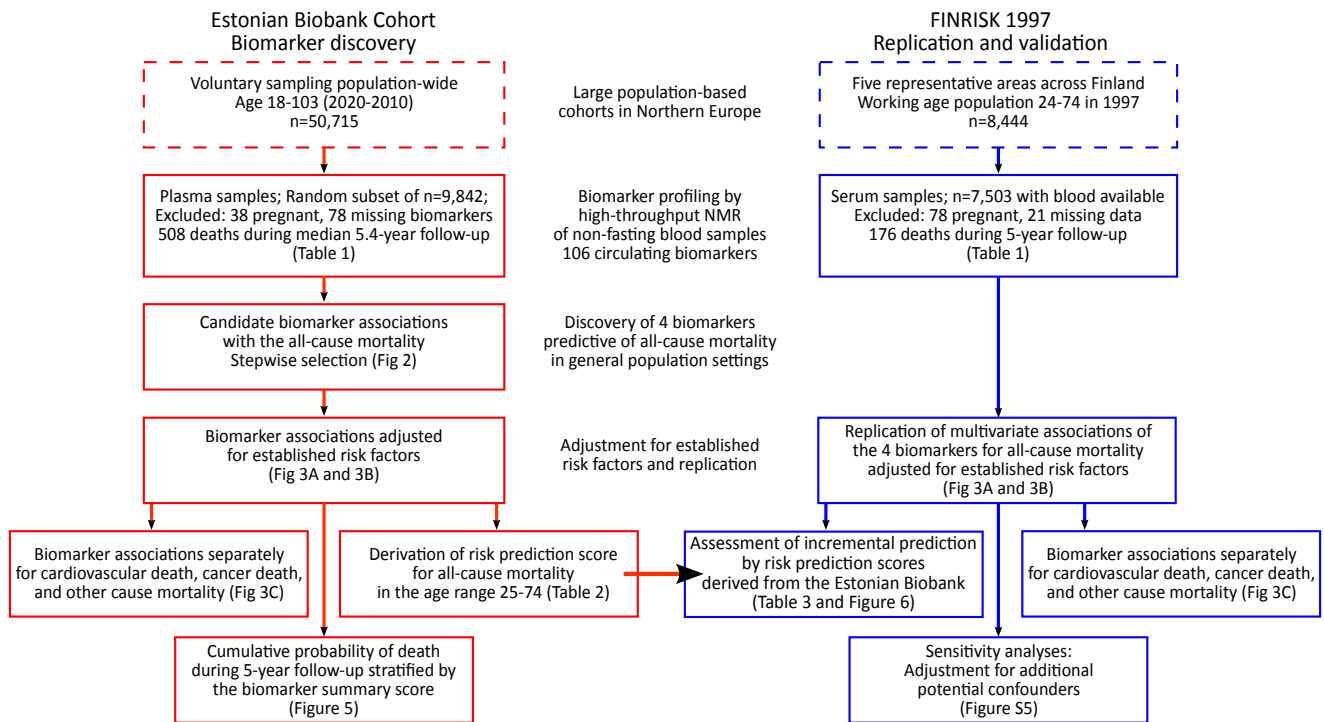 Estonian Biobank Cohort
Biomarker discovery
FINRISK 1997
Replication and validation
Voluntary sampling population-wide
Age 18-103 (2020-2010)
n=50,715
Large population-based
cohorts in Northern Europe
Five representative areas across Finland
Working age population 24-74 in 1997
n=8,444
Plasma samples; Random subset of n=9,842;
Excluded: 38 pregnant, 78 missing biomarkers
508 deaths during median 5.4-year follow-up
(Table 1)
Biomarker profiling by
high-throughput NMR
of non-fasting blood samples
106 circulating biomarkers
Serum samples; n=7,503 with blood available
Excluded: 78 pregnant, 21 missing data
176 deaths during 5-year follow-up
(Table 1)
Candidate biomarker associations
with the all-cause mortality
Stepwise selection (Fig 2)
Discovery of 4 biomarkers
predictive of all-cause mortality
in general population settings
Biomarker associations adjusted
for established risk factors
(Fig 3A and 3B)
Adjustment for established
risk factors and replication
Replication of multivariate associations of
the 4 biomarkers for all-cause mortality
adjusted for established risk factors
(Fig 3A and 3B)
Biomarker associations separately
for cardiovascular death, cancer death,
and other cause mortality (Fig 3C)
Derivation of risk prediction score
for all-cause mortality
in the age range 25-74 (Table 2)
Assessment of incremental prediction
by risk prediction scores
derived from the Estonian Biobank
(Table 3 and Figure 6)
Biomarker associations separately
for cardiovascular death, cancer death,
and other cause mortality (Fig 3C)
Cumulative probability of death
during 5-year follow-up stratified by
the biomarker summary score
(Figure 5)
Sensitivity analyses:
Adjustment for additional
potential confounders
(Figure S5)